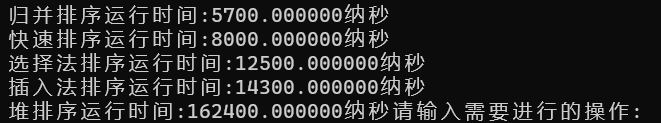 归并排序运行时间:5700.000000纳秒
快速排序运行时间:8000.000000纳秒
选择法排序运行时间:12500.000000纳秒
插入法排序运行时间:14300.000000纳秒
堆排序运行时间:162400.000000纳秒请输入需要进行的操作: